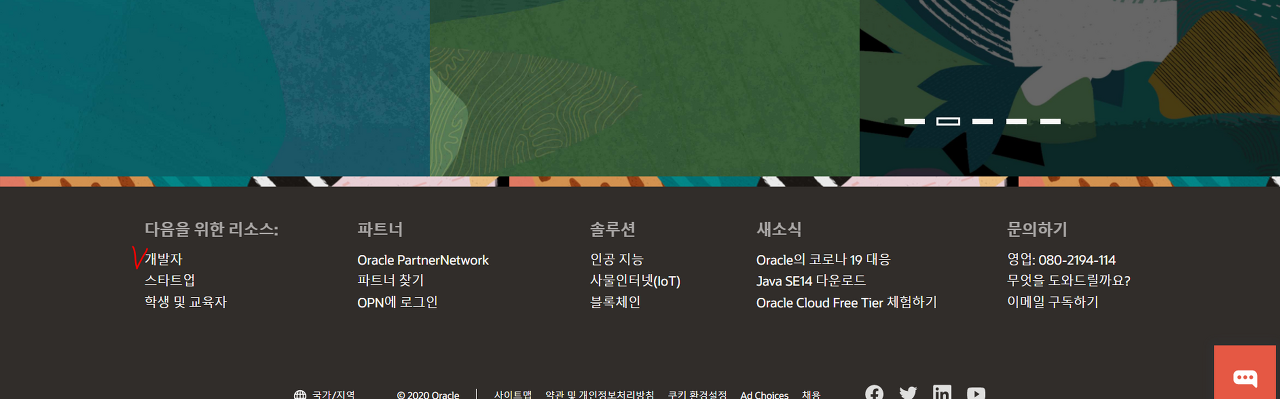 다음을 위한 리소스:
개발자
스타트업
학생 및 교육자
파트너
Oracle PartnerNetwork
파트너 찾기
OPN에 로그인
솔루션
인공 지능
사물인터넷(IoT)
블록체인
새소식
Oracle의 코로나 19 대응
Java SE14 다운로드
Oracle Cloud Free Tier 체험하기
문의하기
영업: 080-2194-114
무엇을 도와드릴까요?
이메일 구독하기
국가/지역
© 2020 Oracle
사이트맵
약관 및 개인정보처리방침
쿠키 환경설정
Ad Choices
채용